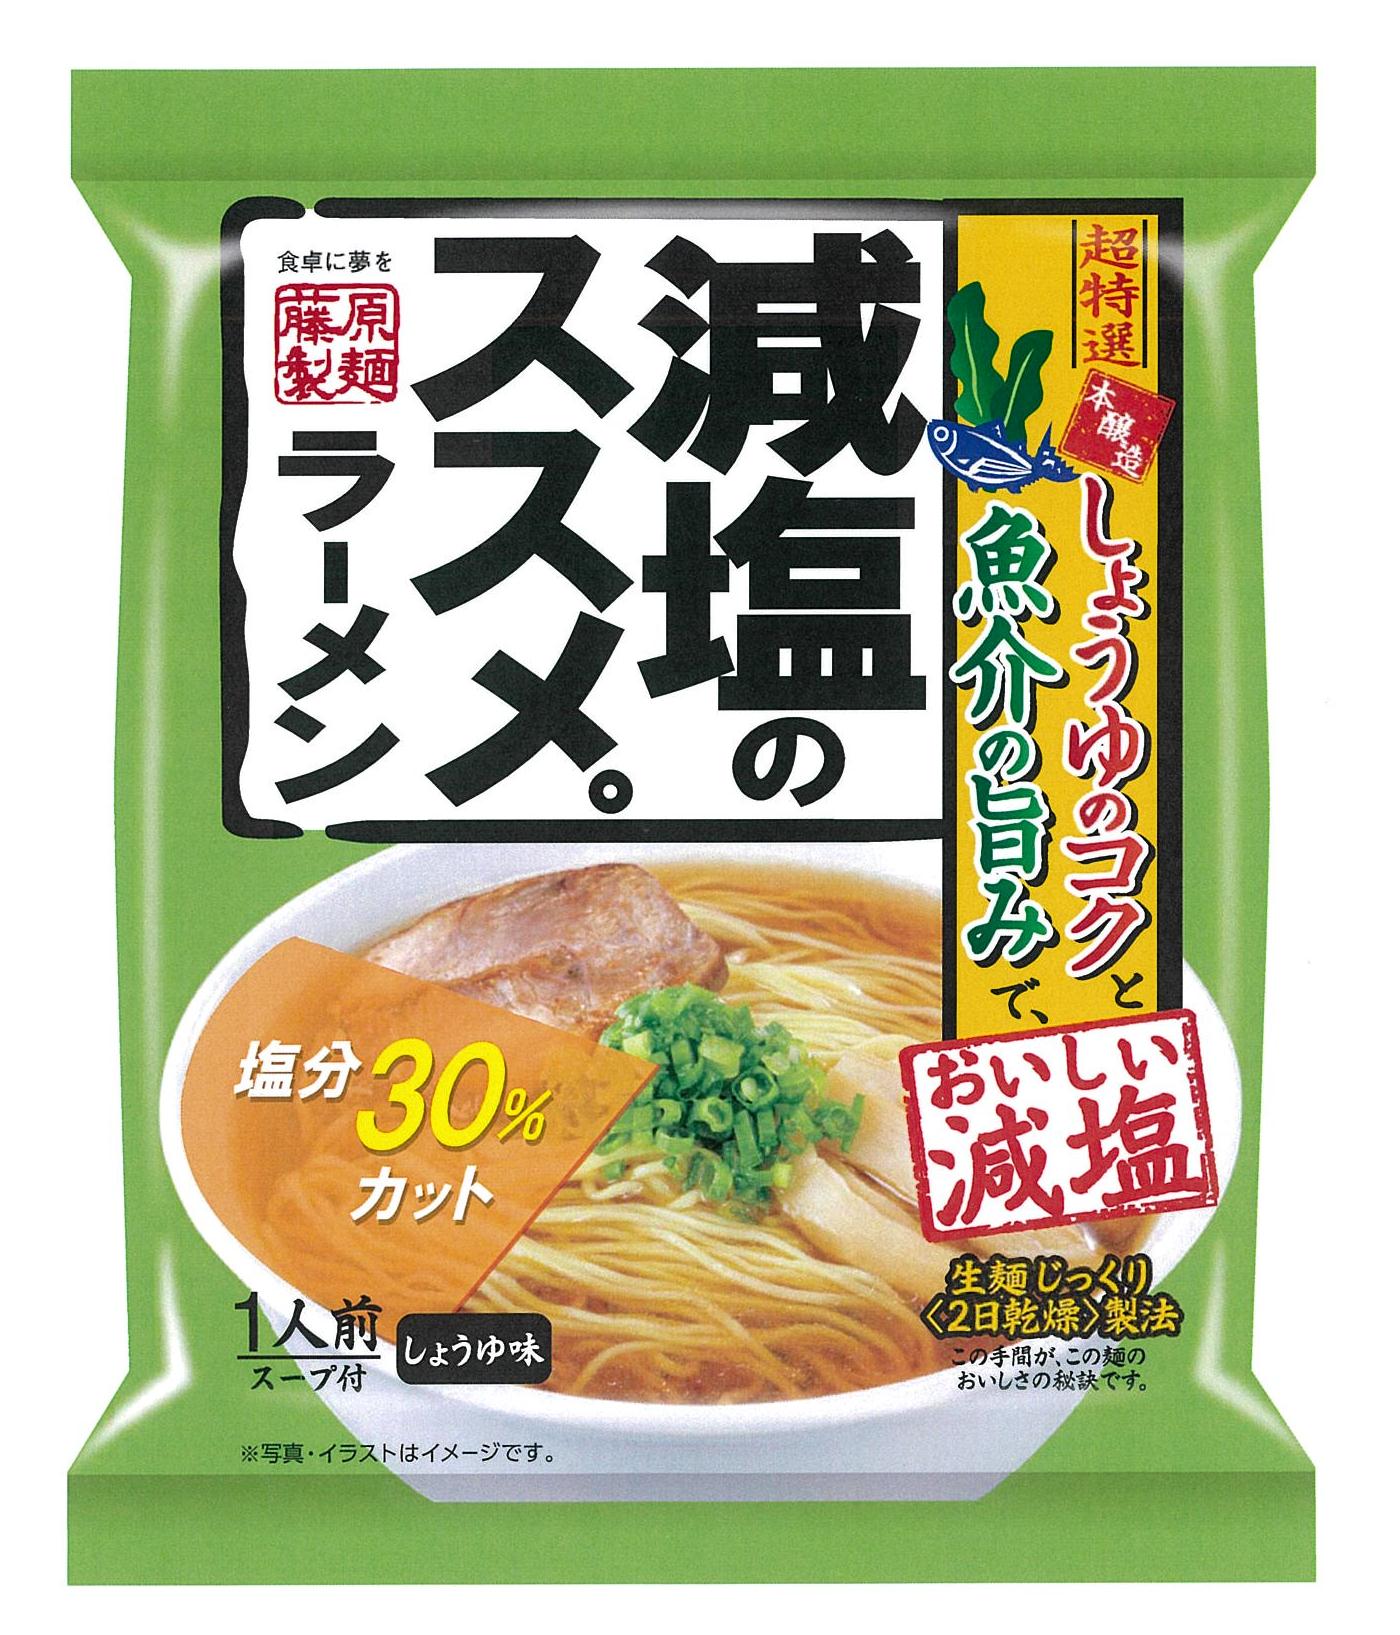 超特選
本醸造
しょうゆのコクと
魚介の旨みで、
おいしい
減塩
減塩の
ススメ。
ラーメン
食卓に夢を
藤原製麺
塩分30%
カット
1人前
スープ付
しょうゆ味
生麺じっくり
〈2日乾燥〉製法
この手間が、この麺の
おいしさの秘訣です。
※写真・イラストはイメージです。